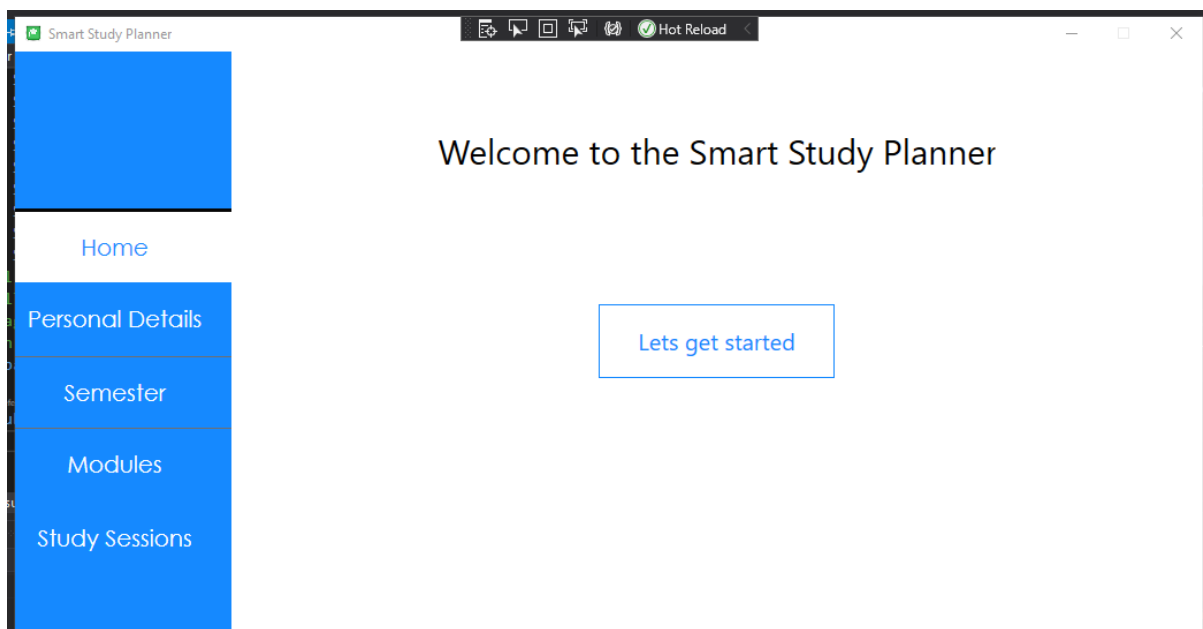 Smart Study Planner
Hot Reload
Welcome to the Smart Study Planner
Home
Personal Details
Semester
Modules
Study Sessions
Lets get started